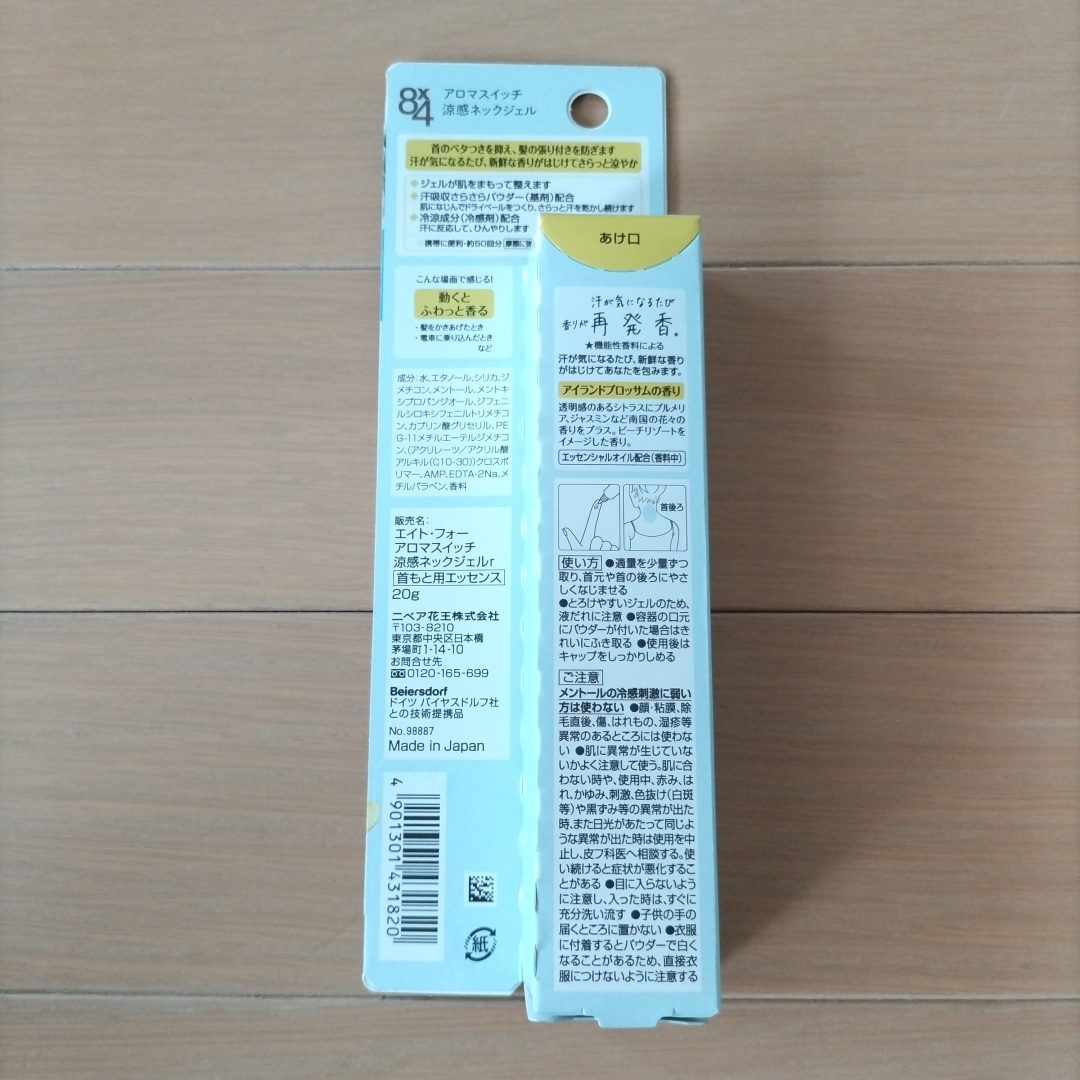 8x4
アロマスイッチ
涼感ネックジェル
首のベタつきを抑え、髪の張り付きを防ぎます
汗が気になるたび、新鮮な香りがはじけてさらっと涼やか
ジェルが肌をまもって整えます
汗吸収さらさらパウダー(基剤)配合
肌になじんでドライベールをつくり、さらっと汗を乾かし続けます
冷涼成分(冷感剤)配合
汗に反応して、ひんやりします
携帯に便利・約50回分 摩擦に強
こんな場面で感じる!
動くと
ふわっと香る
・髪をかきあげたとき
・電車に乗り込んだとき
など
成分:水、エタノール、シリカ、ジ
メチコン、メントール、メントキ
シプロパンジオール、ジフェニ
ルシロキシフェニルトリメチコ
ン、カプリン酸グリセリル、PE
G-11メチルエーテルジメチコ
ン、(アクリレーツ/アクリル酸
アルキル(C10-30))クロスポ
リマー、AMP、EDTA-2Na、メ
チルパラベン、香料
販売名:
エイト・フォー
アロマスイッチ
涼感ネックジェルr
首もと用エッセンス
20g
ニベア花王株式会社
〒103-8210
東京都中央区日本橋
茅場町1-14-10
お問合せ先
0120-165-699
Beiersdorf
ドイツ バイヤスドルフ社
との技術提携品
No.98887
Made in Japan
4 901301 431820
紙
あけ口
汗が気になるたび
香りが再発香★
★機能性香料による
汗が気になるたび、新鮮な香り
がはじけてあなたを包みます。
アイランドブロッサムの香り
透明感のあるシトラスにプルメリ
ア、ジャスミンなど南国の花々の
香りをプラス。ビーチリゾートを
イメージした香り。
エッセンシャルオイル配合(香料中)
首後ろ
使い方 ●適量を少量ずつ
取り、首元や首の後ろにやさ
しくなじませる
●とろけやすいジェルのため、
液だれに注意 ●容器の口元
にパウダーが付いた場合はき
れいにふき取る ●使用後は
キャップをしっかりしめる
ご注意
メントールの冷感刺激に弱い
方は使わない ●顔・粘膜、除
毛直後、傷、はれもの、湿疹等
異常のあるところには使わな
い ●肌に異常が生じていな
いかよく注意して使う。肌に合
わない時や、使用中、赤み、は
れ、かゆみ、刺激、色抜け(白斑
等)や黒ずみ等の異常が出た
時、また日光があたって同じよ
うな異常が出た時は使用を中
止し、皮フ科医へ相談する。使
い続けると症状が悪化するこ
とがある ●目に入らないよう
に注意し、入った時は、すぐに
充分洗い流す ●子供の手の
届くところに置かない ●衣服
に付着するとパウダーで白く
なることがあるため、直接衣
服につけないように注意する